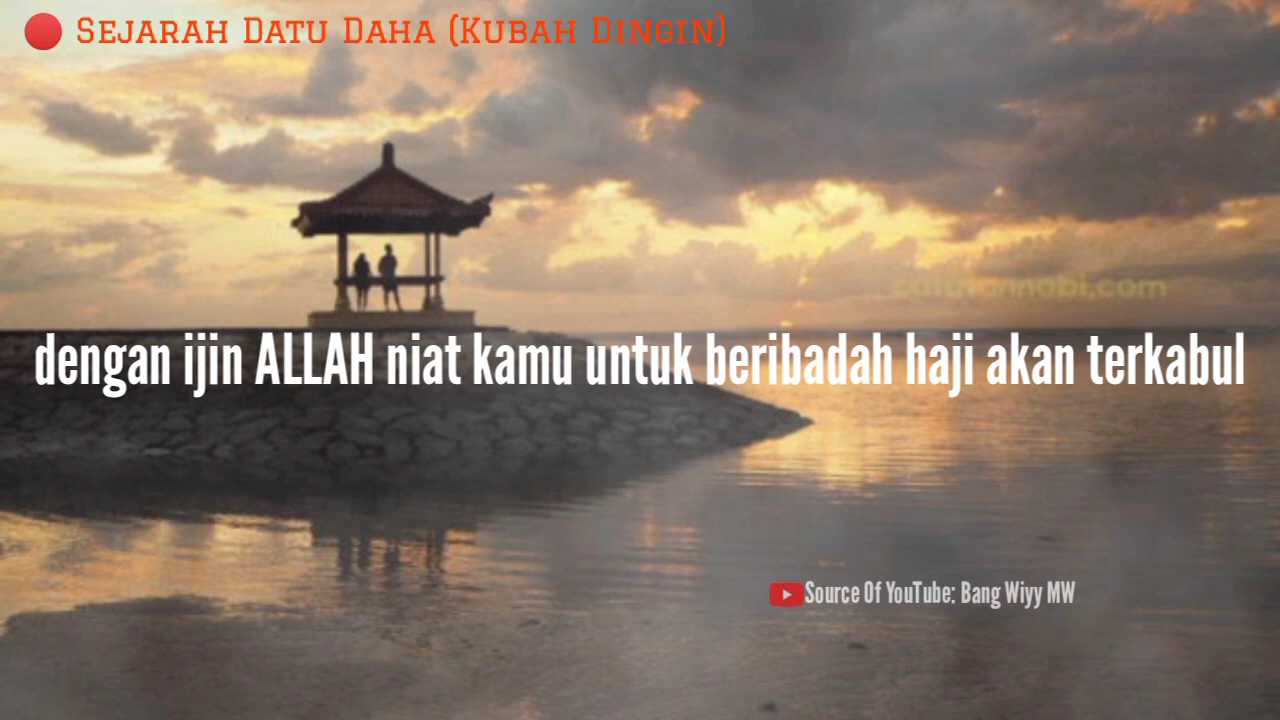 Sejarah Datu Daha (Kubah Dingin)
dengan ijin ALLAH niat kamu untuk beribadah haji akan terkabul
Source Of YouTube: Bang Wiyy MW